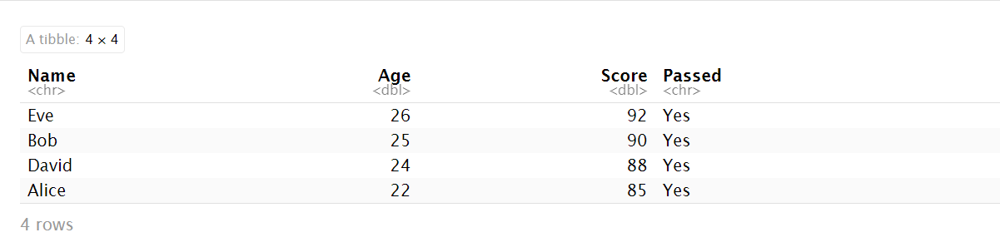 A tibble: 4 × 4
Name Age Score Passed
<chr> <dbl> <dbl> <chr>
Eve 26 92 Yes
Bob 25 90 Yes
David 24 88 Yes
Alice 22 85 Yes
4 rows